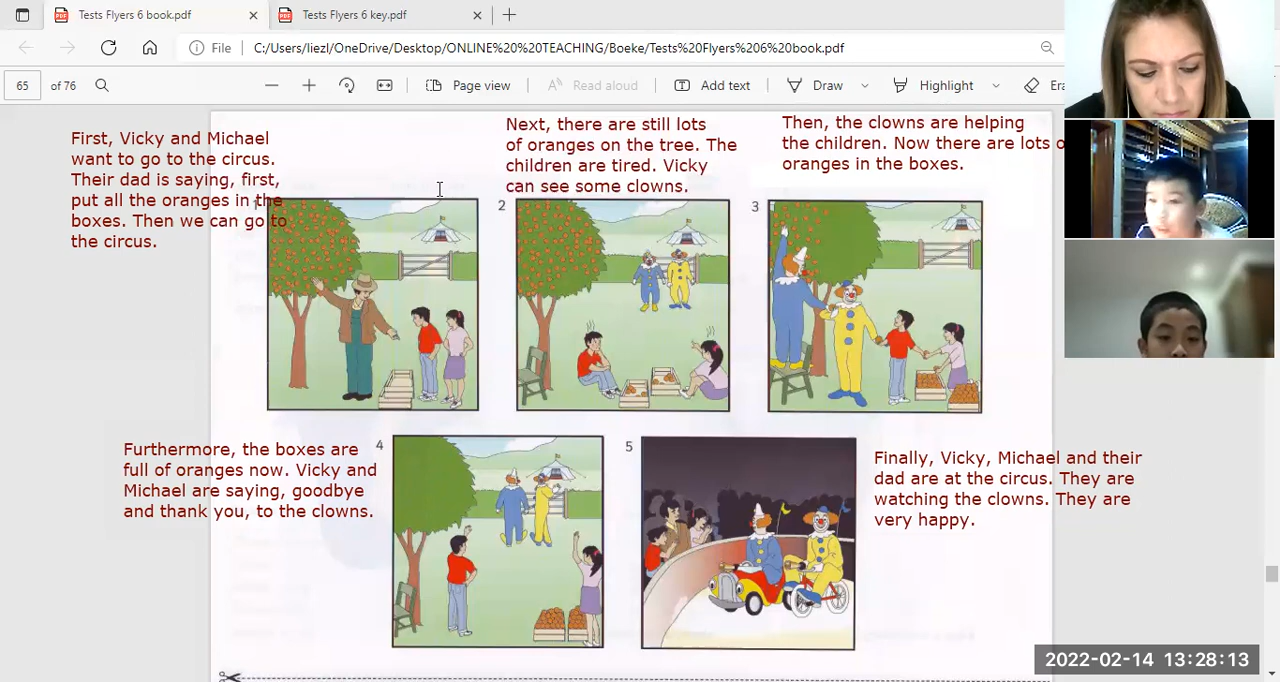 Tests Flyers 6 book.pdf
Tests Flyers 6 key.pdf
File
C:/Users/liezl/OneDrive/Desktop/ONLINE%20%20TEACHING/Boeke/Tests%20Flyers%206%20book.pdf
65 of 76
Page view
Read aloud
Add text
Draw
Highlight
Era
First, Vicky and Michael
want to go to the circus.
Their dad is saying, first,
put all the oranges in the
boxes. Then we can go to
the circus.
Next, there are still lots
of oranges on the tree. The
children are tired. Vicky
can see some clowns.
Then, the clowns are helping
the children. Now there are lots o
oranges in the boxes.
2
3
Furthermore, the boxes are
full of oranges now. Vicky and
Michael are saying, goodbye
and thank you, to the clowns.
4
5
Finally, Vicky, Michael and their
dad are at the circus. They are
watching the clowns. They are
very happy.
2022-02-14 13:28:13